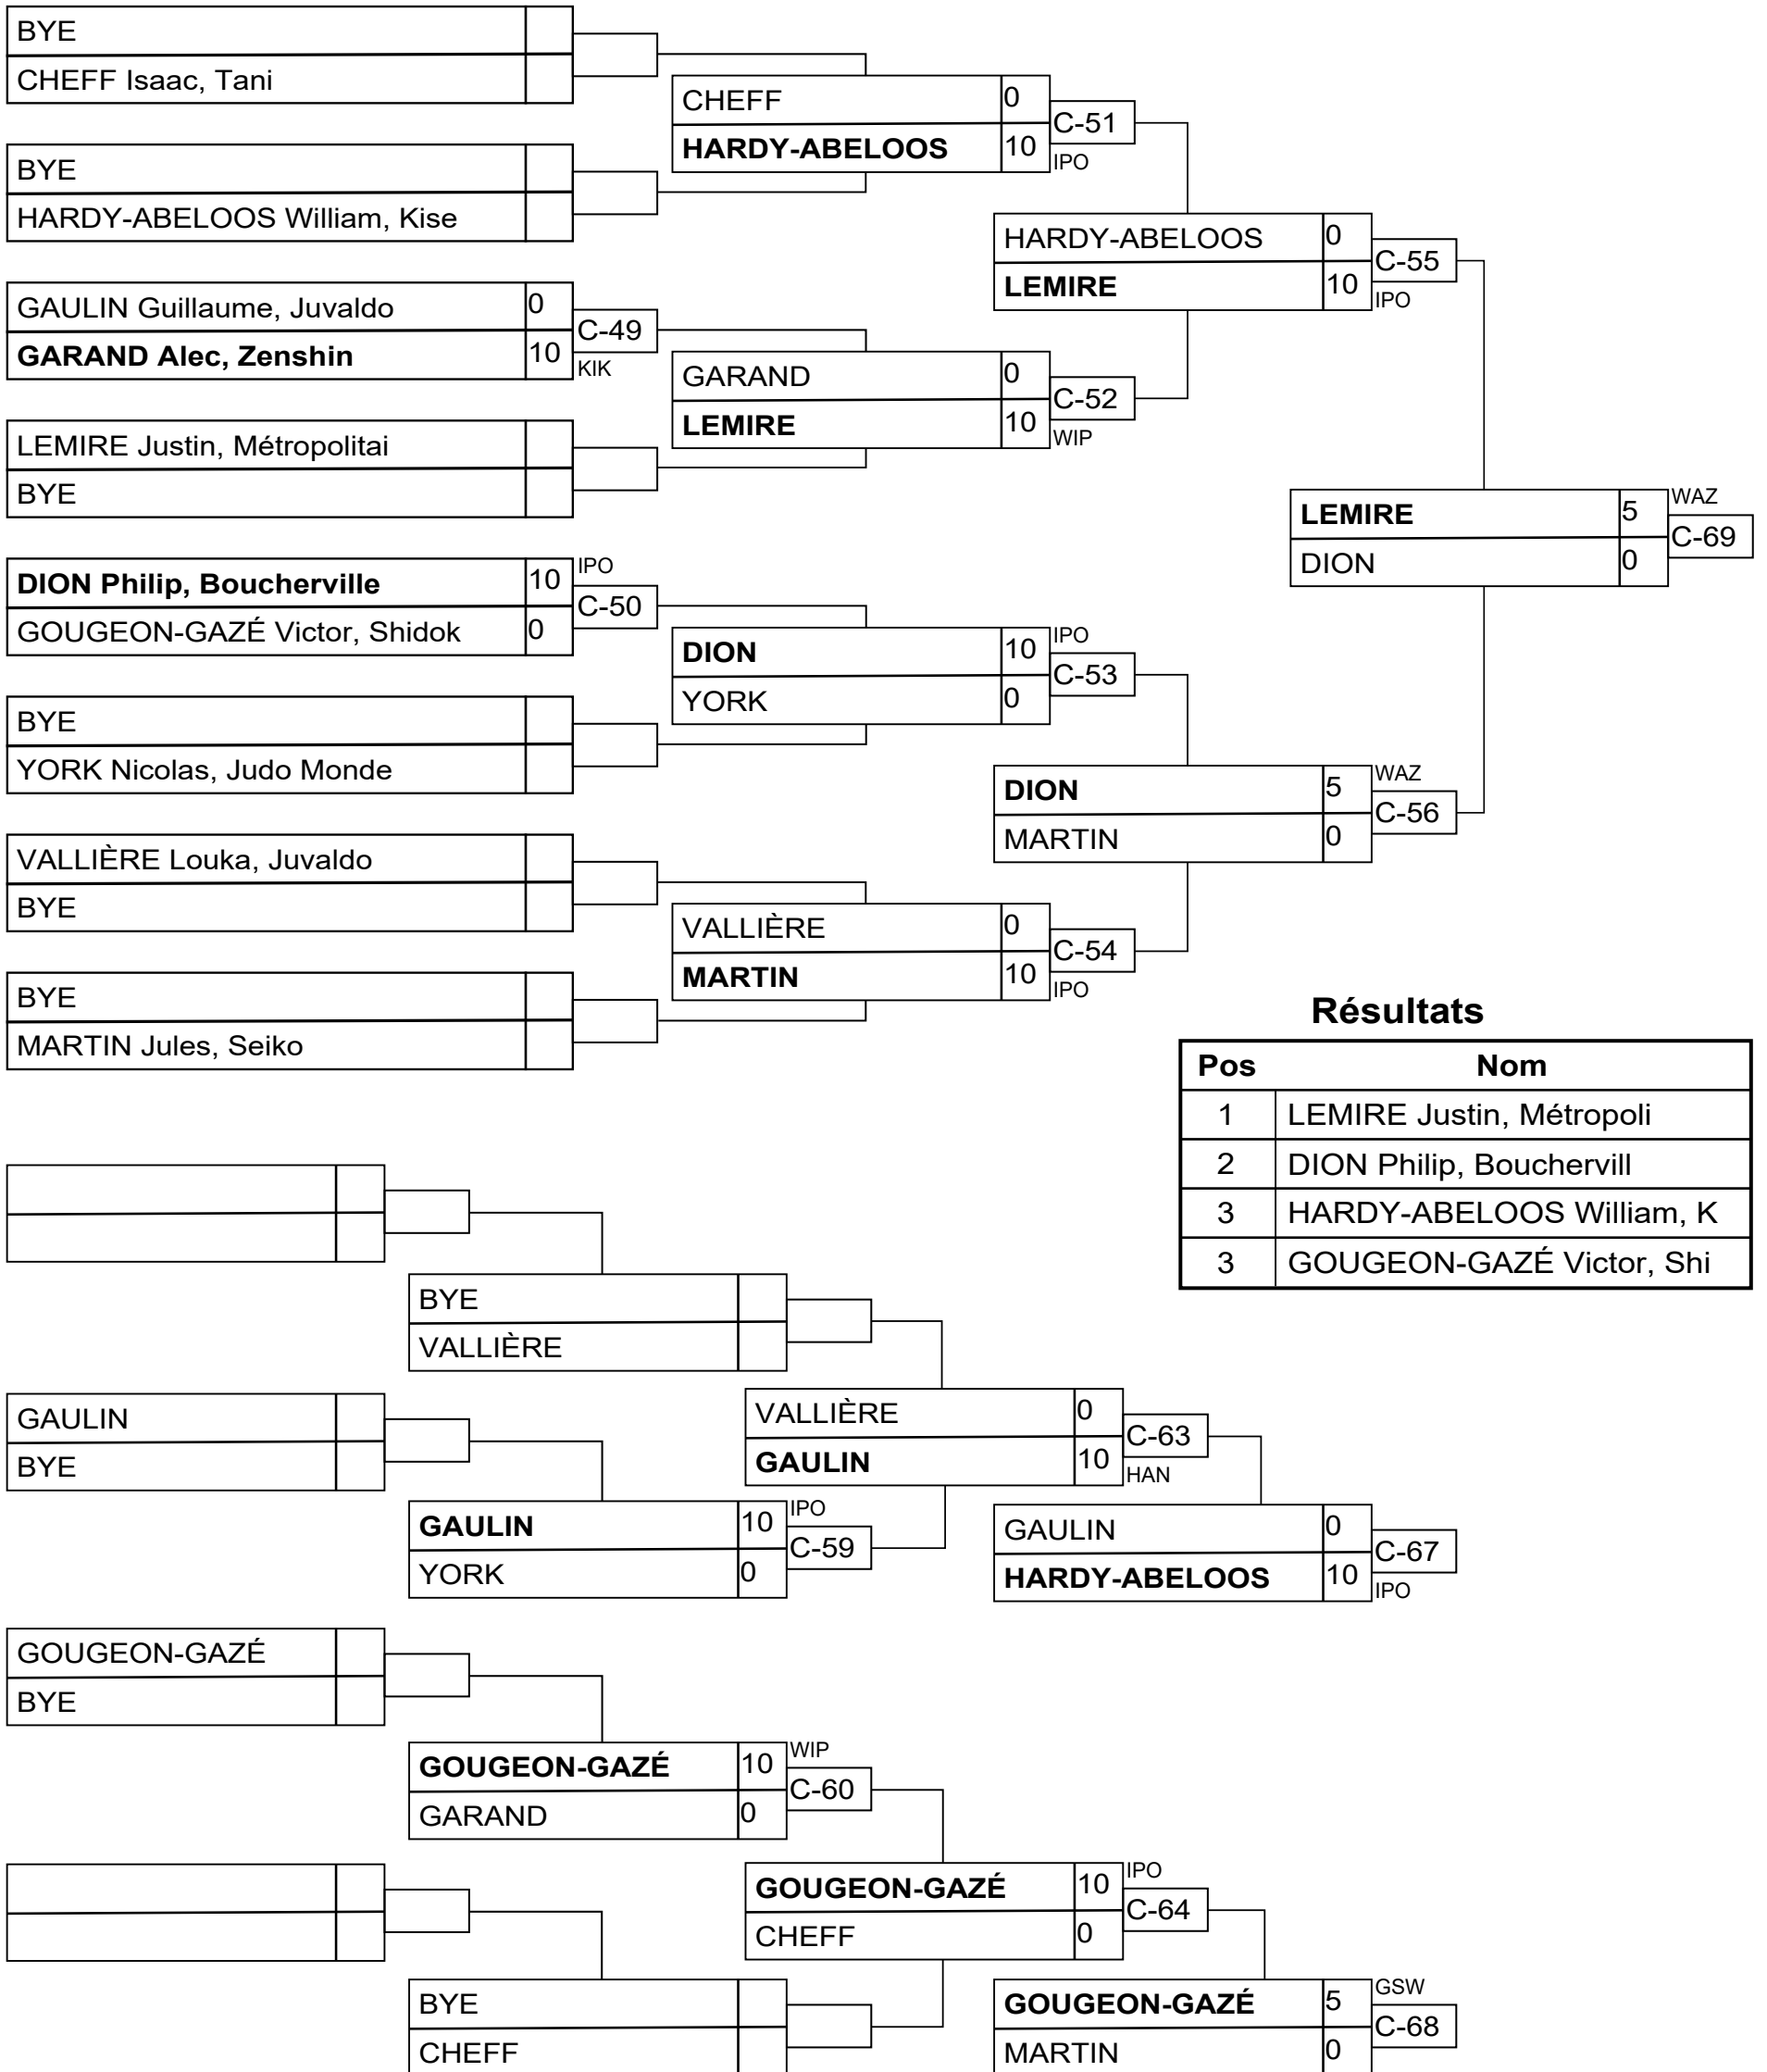 BYE
CHEFF Isaac, Tani
CHEFF 0
C-51
HARDY-ABELOOS 10
IPO
BYE
HARDY-ABELOOS William, Kise
HARDY-ABELOOS 0
C-55
LEMIRE 10
IPO
GAULIN Guillaume, Juvaldo 0
C-49
GARAND Alec, Zenshin 10
KIK
GARAND 0
C-52
LEMIRE 10
WIP
LEMIRE Justin, Métropolitai
BYE
LEMIRE 5
WAZ
C-69
DION 0
DION Philip, Boucherville 10
IPO
C-50
GOUGEON-GAZÉ Victor, Shidok 0
DION 10
IPO
C-53
YORK 0
BYE
YORK Nicolas, Judo Monde
DION 5
WAZ
C-56
MARTIN 0
VALLIÈRE Louka, Juvaldo
BYE
VALLIÈRE 0
C-54
MARTIN 10
IPO
BYE
MARTIN Jules, Seiko
Résultats
Pos Nom
1 LEMIRE Justin, Métropoli
2 DION Philip, Bouchervill
3 HARDY-ABELOOS William, K
3 GOUGEON-GAZÉ Victor, Shi
BYE
VALLIÈRE
GAULIN
BYE
VALLIÈRE 0
C-63
GAULIN 10
HAN
GAULIN 10
IPO
C-59
YORK 0
GAULIN 0
C-67
HARDY-ABELOOS 10
IPO
GOUGEON-GAZÉ
BYE
GOUGEON-GAZÉ 10
WIP
C-60
GARAND 0
GOUGEON-GAZÉ 10
IPO
C-64
CHEFF 0
BYE
CHEFF
GOUGEON-GAZÉ 5
GSW
C-68
MARTIN 0